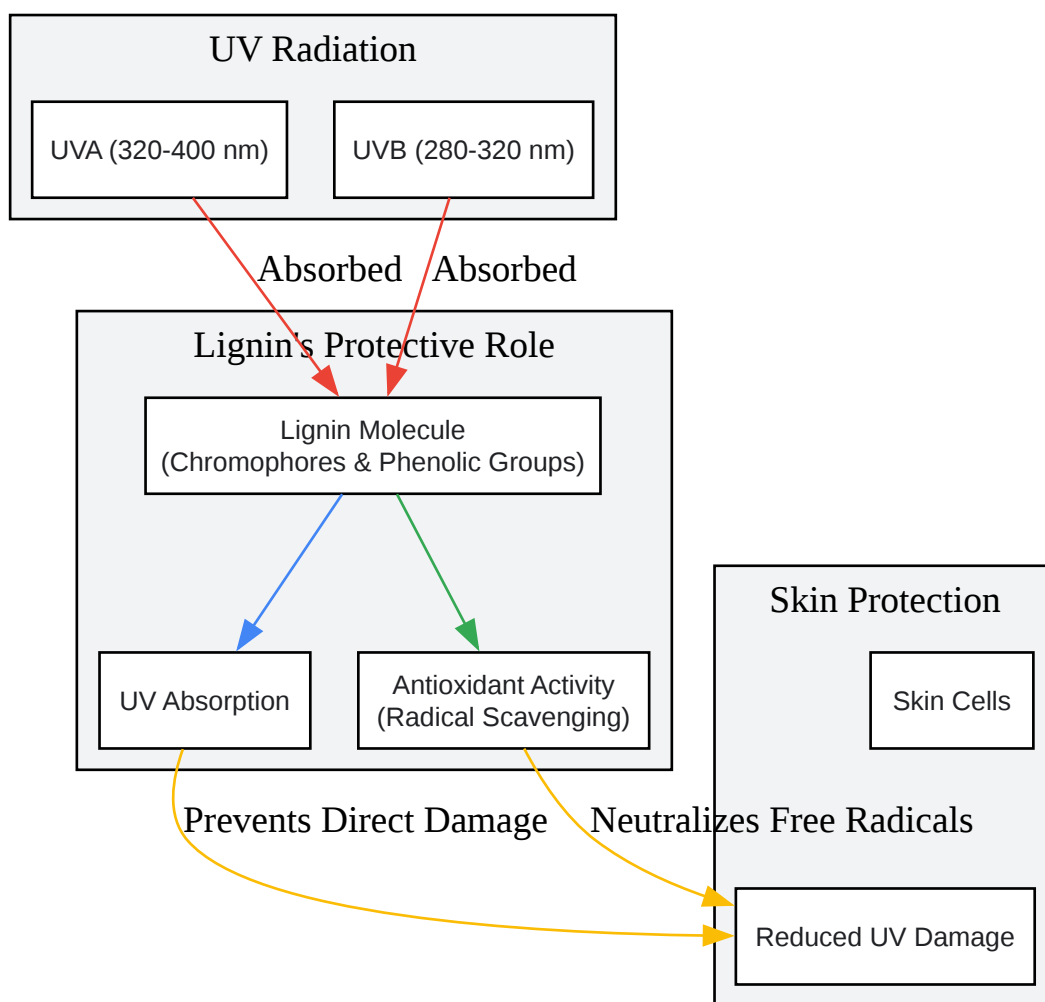 UV Radiation
UVA (320-400 nm)
UVB (280-320 nm)
Absorbed
Absorbed
Lignin's Protective Role
Lignin Molecule
(Chromophores & Phenolic Groups)
UV Absorption
Antioxidant Activity
(Radical Scavenging)
Skin Protection
Skin Cells
Prevents Direct Damage
Neutralizes Free Radicals
Reduced UV Damage